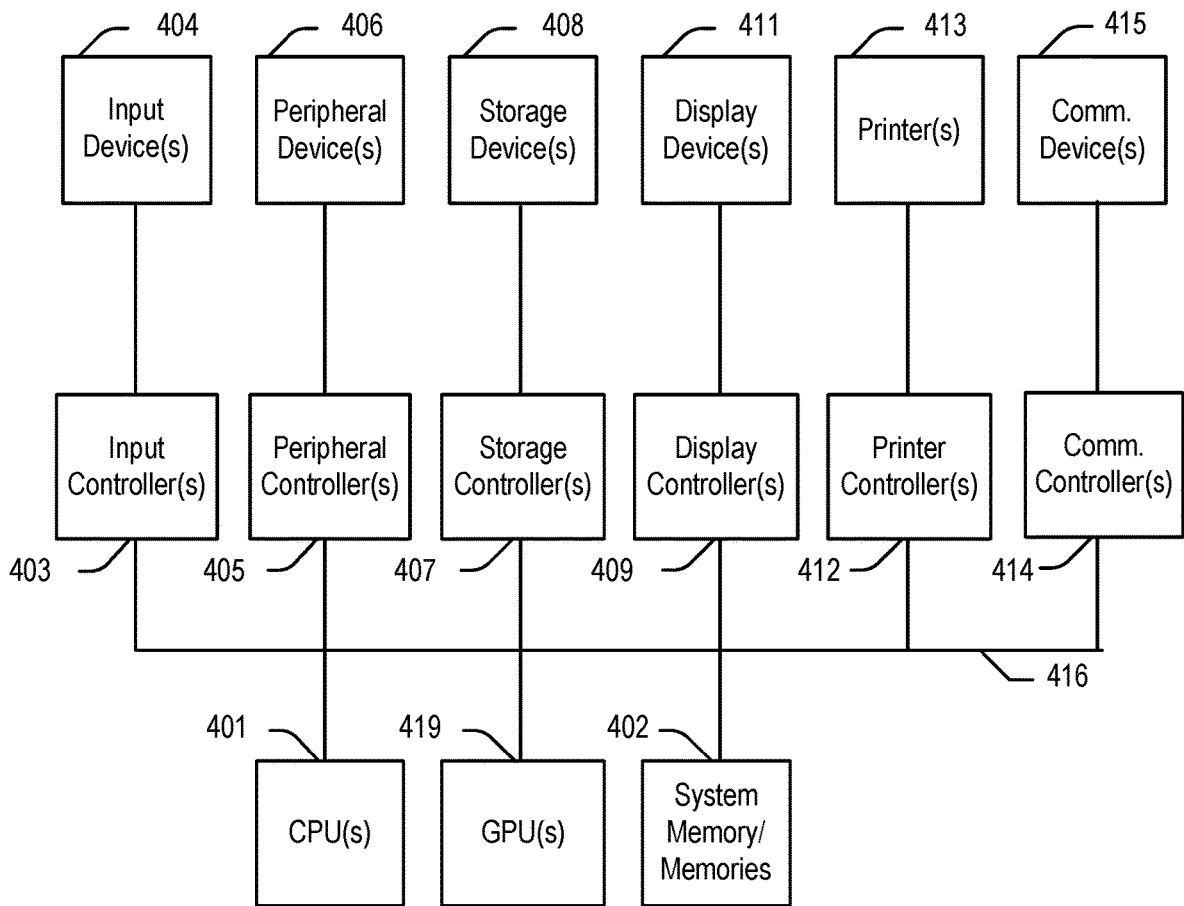 404
406
408
411
413
415
Input
Device(s)
Peripheral
Device(s)
Storage
Device(s)
Display
Device(s)
Printer(s)
Comm.
Device(s)
Input
Controller(s)
Peripheral
Controller(s)
Storage
Controller(s)
Display
Controller(s)
Printer
Controller(s)
Comm.
Controller(s)
403
405
407
409
412
414
416
401
419
402
CPU(s)
GPU(s)
System
Memory/
Memories